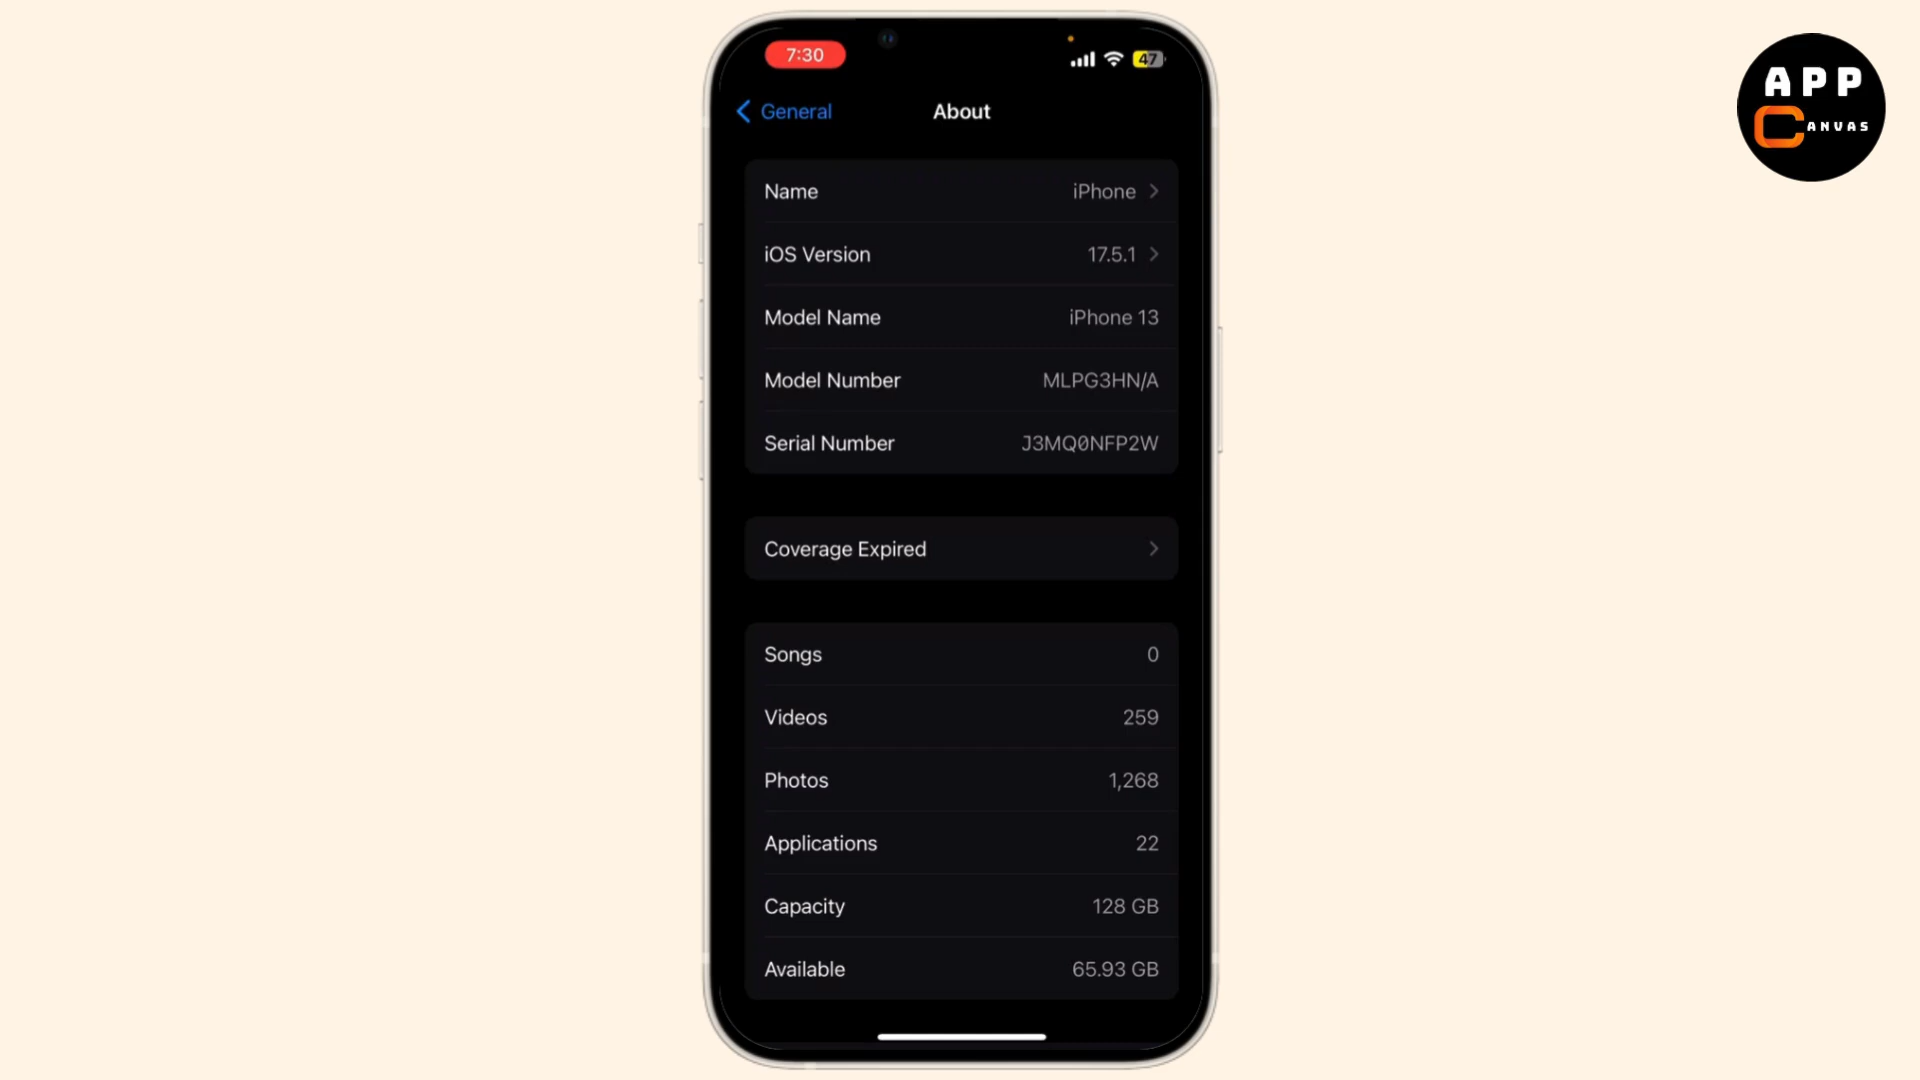 7:30
47
General
About
Name
iPhone
iOS Version
17.5.1
Model Name
iPhone 13
Model Number
MLPG3HN/A
Serial Number
J3MQ0NFP2W
Coverage Expired
Songs
0
Videos
259
Photos
1,268
Applications
22
Capacity
128 GB
Available
65.93 GB
APP
CANVAS